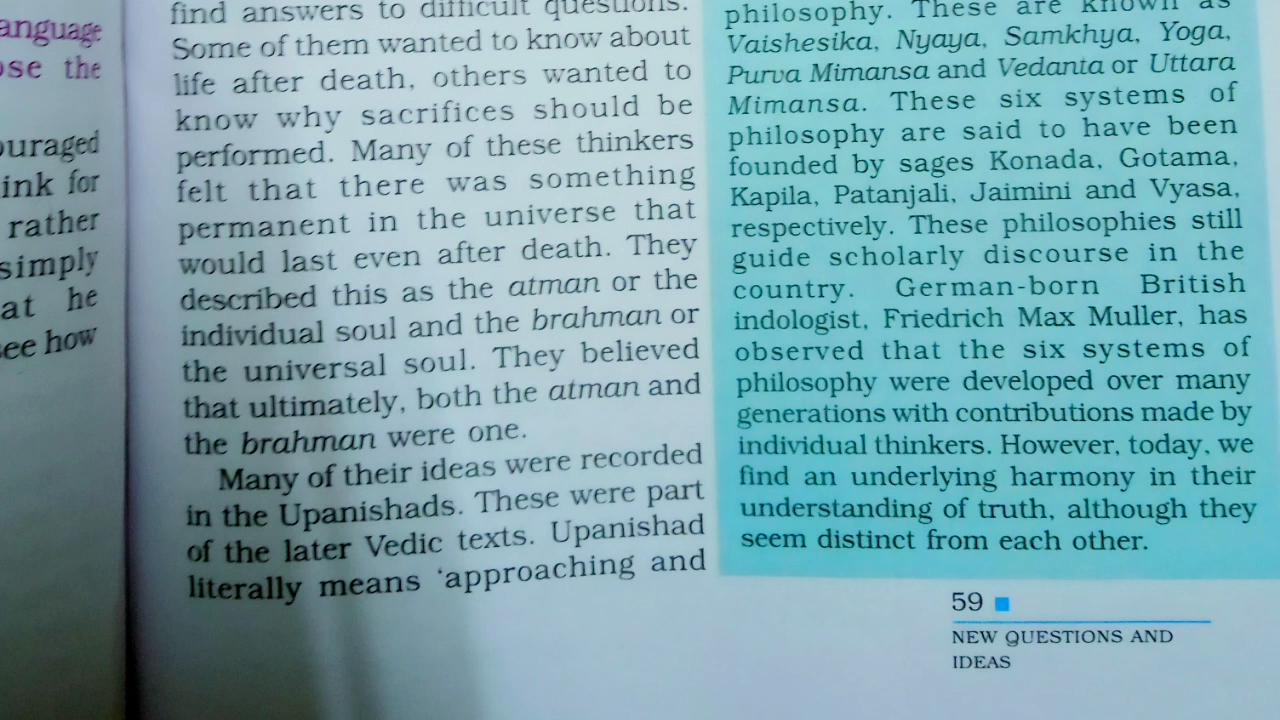 anguage
ose the
ouraged
ink for
rather
simply
at he
see how
find answers to difficult questions.
Some of them wanted to know about
life after death, others wanted to
know why sacrifices should be
performed. Many of these thinkers
felt that there was something
permanent in the universe that
would last even after death. They
described this as the atman or the
individual soul and the brahman or
the universal soul. They believed
that ultimately, both the atman and
the brahman were one.
Many of their ideas were recorded
in the Upanishads. These were part
of the later Vedic texts. Upanishad
literally means ‘approaching and
philosophy. These are known as
Vaishesika, Nyaya, Samkhya, Yoga,
Purva Mimansa and Vedanta or Uttara
Mimansa. These six systems of
philosophy are said to have been
founded by sages Konada, Gotama,
Kapila, Patanjali, Jaimini and Vyasa,
respectively. These philosophies still
guide scholarly discourse in the
country. German-born British
indologist, Friedrich Max Muller, has
observed that the six systems of
philosophy were developed over many
generations with contributions made by
individual thinkers. However, today, we
find an underlying harmony in their
understanding of truth, although they
seem distinct from each other.
59
NEW QUESTIONS AND
IDEAS